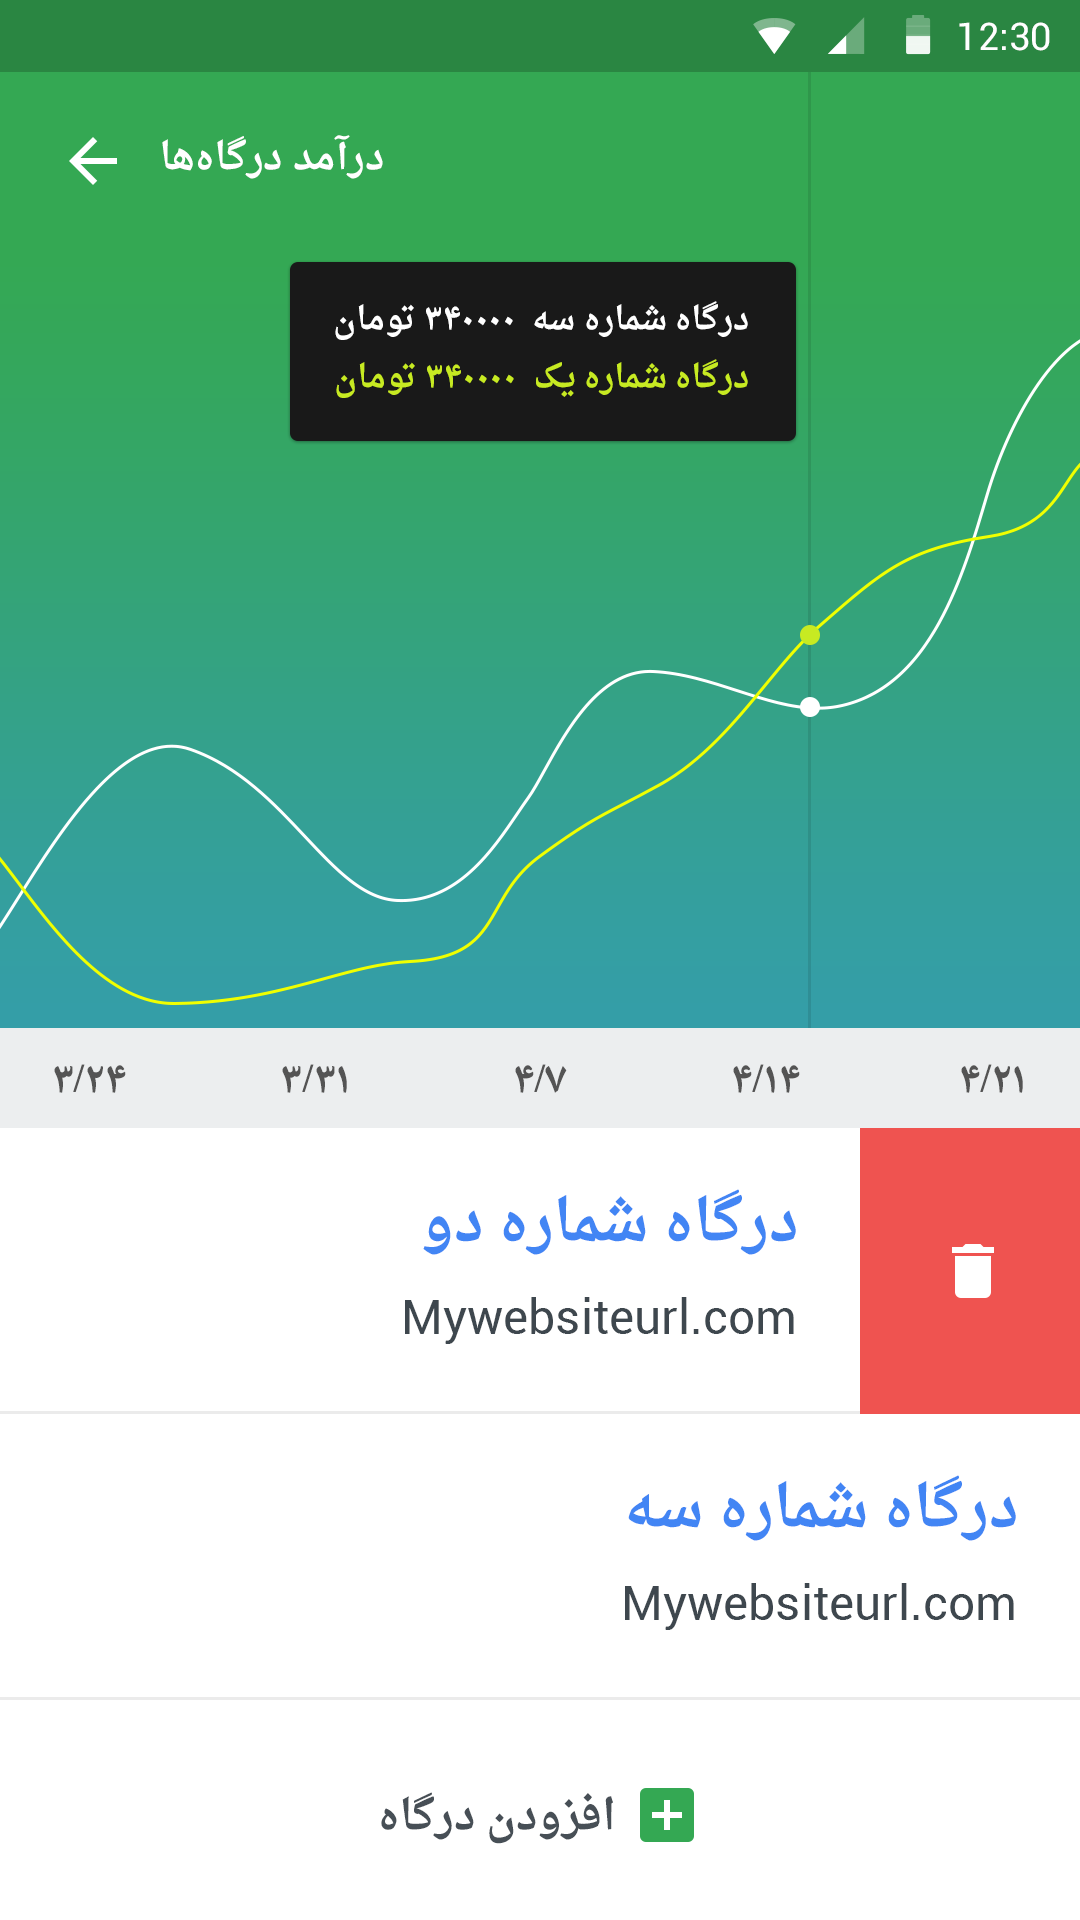 12:30
درآمد درگاه‌ها
درگاه شماره سه ۳۴۰۰۰۰ تومان
درگاه شماره یک ۳۴۰۰۰۰ تومان
۳/۲۴ ۳/۳۱ ۴/۷ ۴/۱۴ ۴/۲۱
درگاه شماره دو
Mywebsiteurl.com
درگاه شماره سه
Mywebsiteurl.com
افزودن درگاه